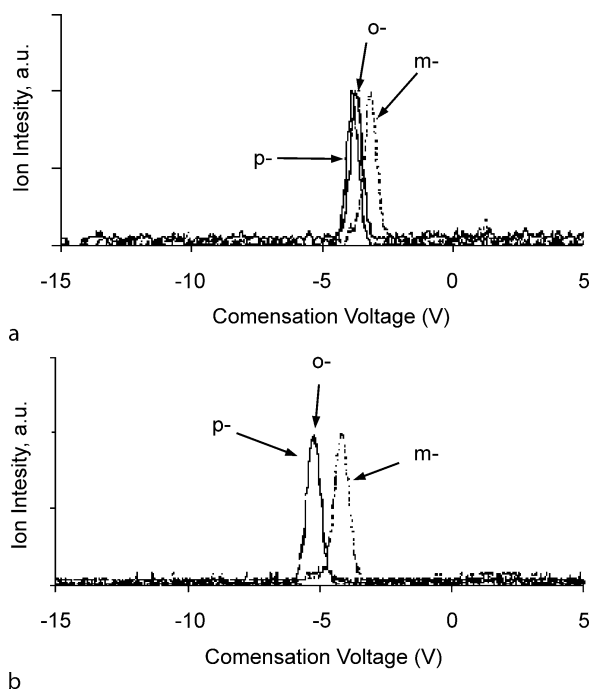 o-
m-
p-
Ion Intesity, a.u.
-15 -10 -5 0 5
Comensation Voltage (V)
a
o-
p-
m-
Ion Intesity, a.u.
-15 -10 -5 0 5
Comensation Voltage (V)
b